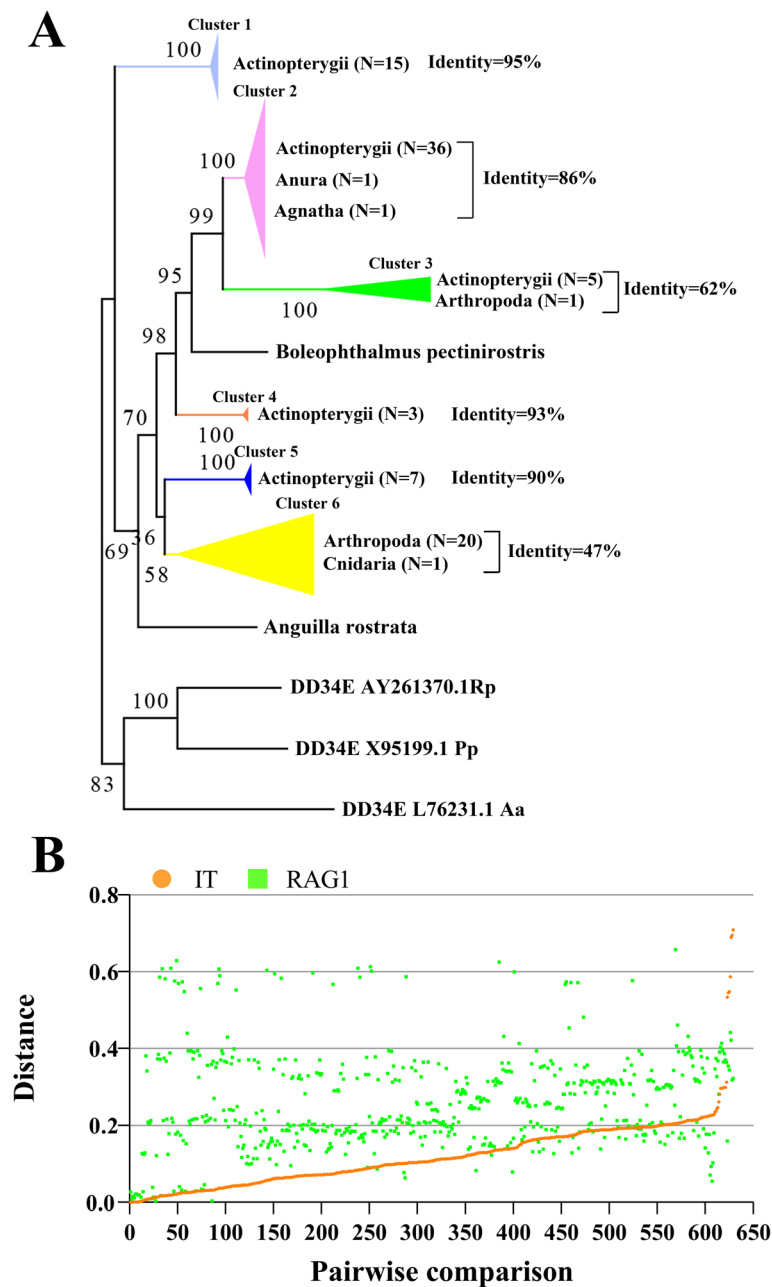 A
Cluster 1
100
Actinopterygii (N=15) Identity=95%
Cluster 2
100
Actinopterygii (N=36)
Anura (N=1)
Agnatha (N=1)
Identity=86%
99
Cluster 3
Actinopterygii (N=5)
Arthropoda (N=1)
Identity=62%
100
95
Boleophthalmus pectinirostris
98
Cluster 4
Actinopterygii (N=3) Identity=93%
100
70
Cluster 5
100
Actinopterygii (N=7) Identity=90%
Cluster 6
Arthropoda (N=20)
Cnidaria (N=1)
Identity=47%
36
69
58
Anguilla rostrata
DD34E AY261370.1Rp
100
DD34E X95199.1 Pp
83
DD34E L76231.1 Aa
B
IT RAG1
0.8
0.6
0.4
0.2
0.0
Distance
0 50 100 150 200 250 300 350 400 450 500 550 600 650
Pairwise comparison